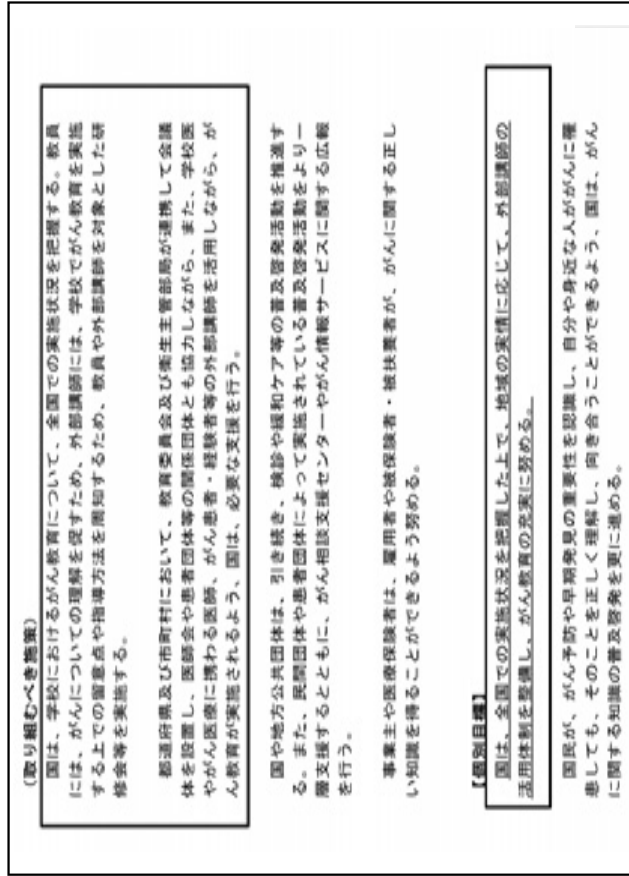 (取り組むべき施策)
国は、学校におけるがん教育について、全国での実施状況を把握する。教員
には、がんについての理解を促すため、外部講師には、学校でがん教育を実施
する上での留意点や指導方法を周知するため、教員や外部講師を対象とした研
修会等を実施する。
都道府県及び市町村において、教育委員会及び衛生主管部局が連携して会議
体を設置し、医師会や患者団体等の関係団体とも協力しながら、また、学校医
やがん医療に携わる医師、がん患者・経験者等の外部講師を活用しながら、が
ん教育が実施されるよう、国は、必要な支援を行う。
国や地方公共団体は、引き続き、検診や緩和ケア等の普及啓発活動を推進す
る。また、民間団体や患者団体によって実施されている普及啓発活動をより一
層支援するとともに、がん相談支援センターやがん情報サービスに関する広報
を行う。
事業主や医療保険者は、雇用者や被保険者・被扶養者が、がんに関する正し
い知識を得ることができるよう努める。
【個別目標】
国は、全国での実施状況を把握した上で、地域の実情に応じて、外部講師の
活用体制を整備し、がん教育の充実に努める。
国民が、がん予防や早期発見の重要性を認識し、自分や身近な人ががんに罹
患しても、そのことを正しく理解し、向き合うことができるよう、国は、がん
に関する知識の普及啓発を更に進める。